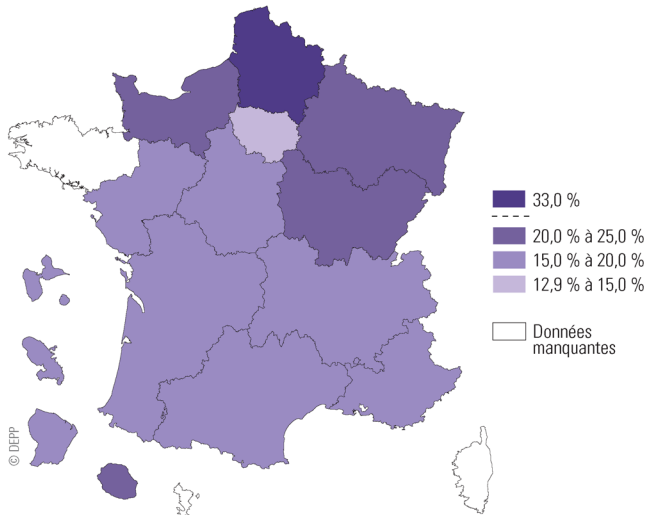 33,0 %
20,0 % à 25,0 %
15,0 % à 20,0 %
12,9 % à 15,0 %
Données
manquantes
© DEPP